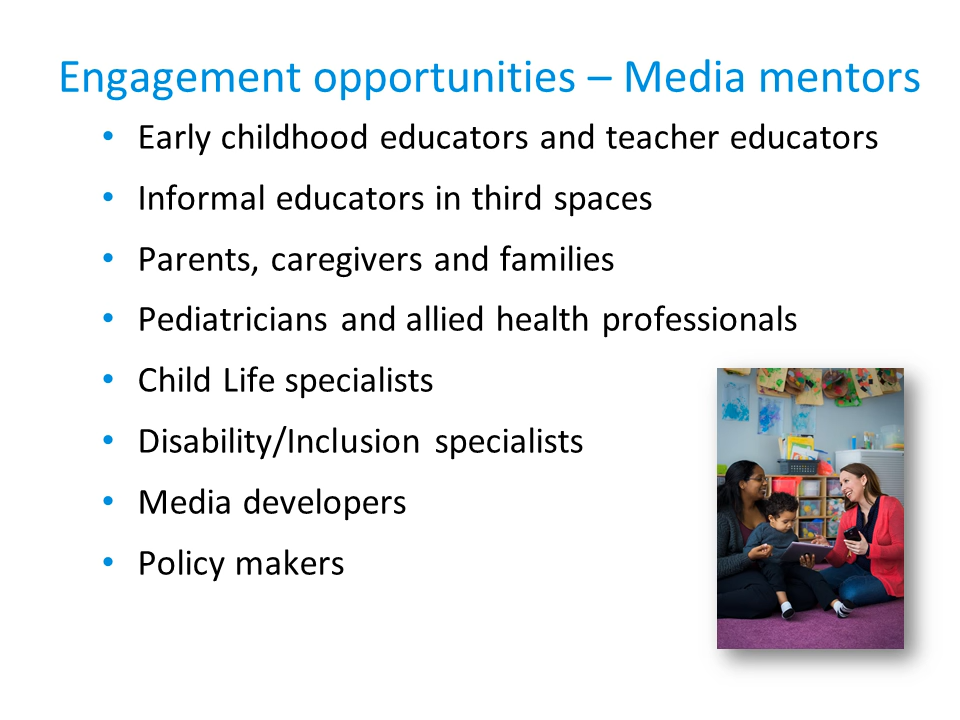 Engagement opportunities – Media mentors
• Early childhood educators and teacher educators
• Informal educators in third spaces
• Parents, caregivers and families
• Pediatricians and allied health professionals
• Child Life specialists
• Disability/Inclusion specialists
• Media developers
• Policy makers